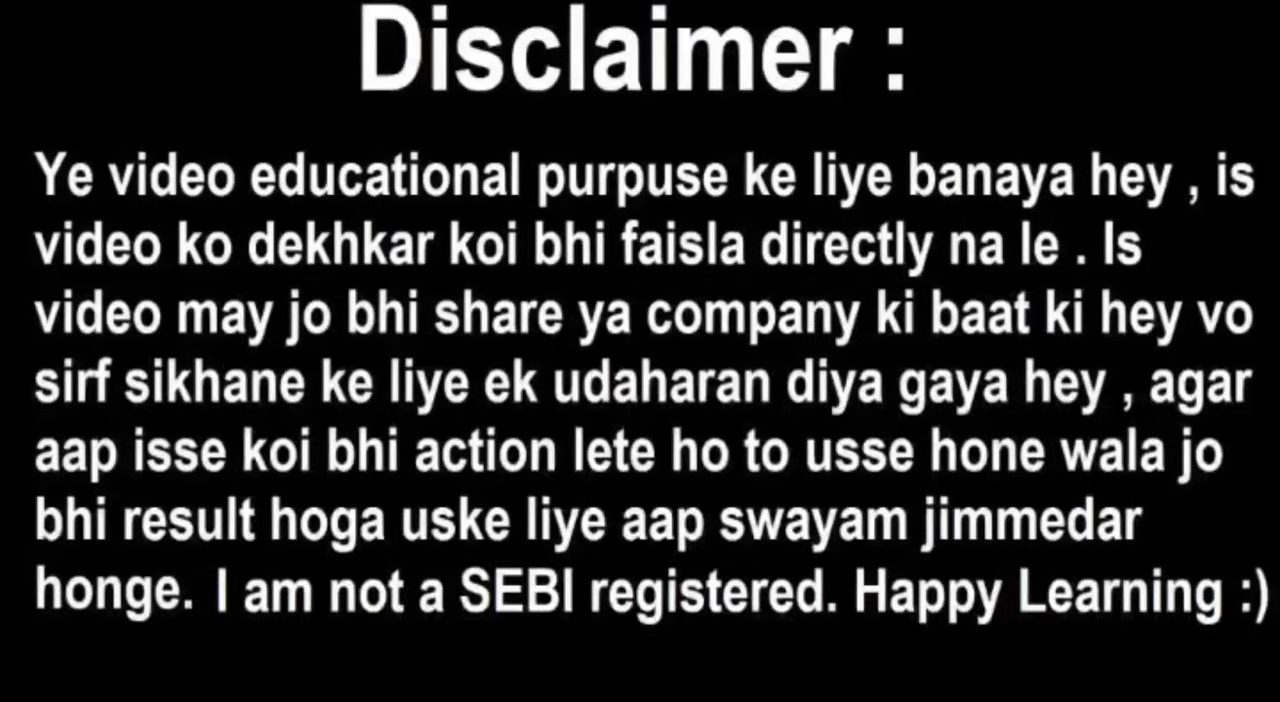 Disclaimer :
Ye video educational purpuse ke liye banaya hey , is
video ko dekhkar koi bhi faisla directly na le . Is
video may jo bhi share ya company ki baat ki hey vo
sirf sikhane ke liye ek udaharan diya gaya hey , agar
aap isse koi bhi action lete ho to usse hone wala jo
bhi result hoga uske liye aap swayam jimmedar
honge. I am not a SEBI registered. Happy Learning :)